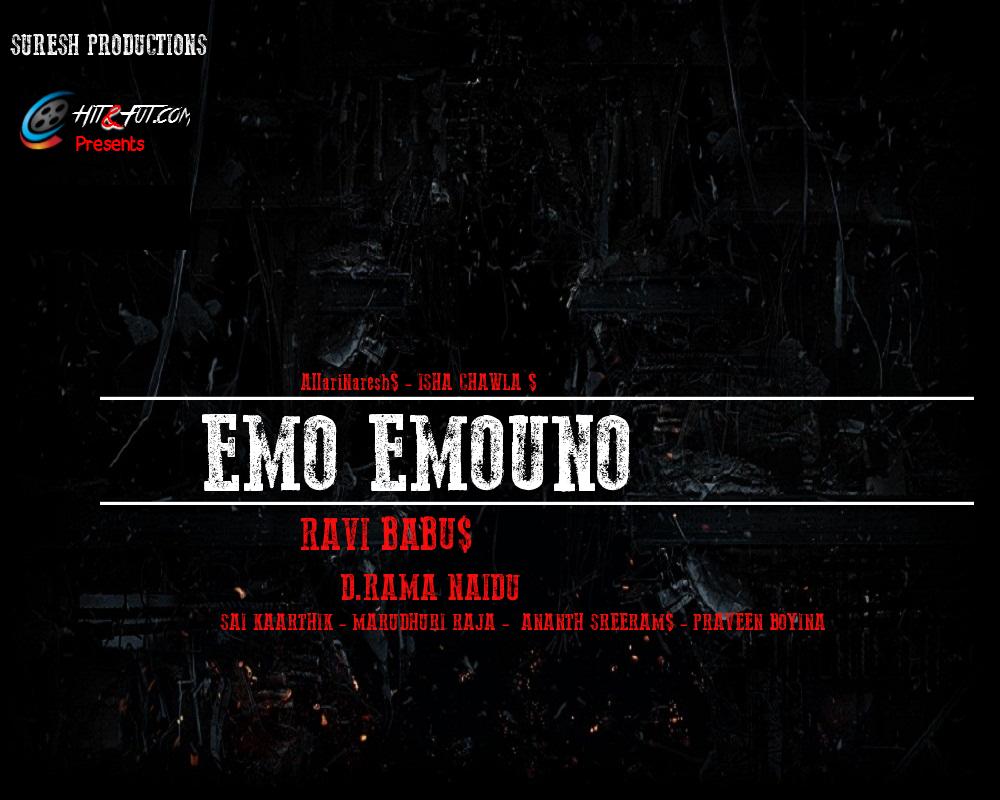 SURESH PRODUCTIONS
HIT&FUT.COM
Presents
AllariNaresh$ - ISHA CHAWLA $
EMO EMOUNO
RAVI BABU$
D.RAMA NAIDU
SAI KAARTHIK - MARUDHURI RAJA - ANANTH SREERAM$ - PRAVEEN BOYINA